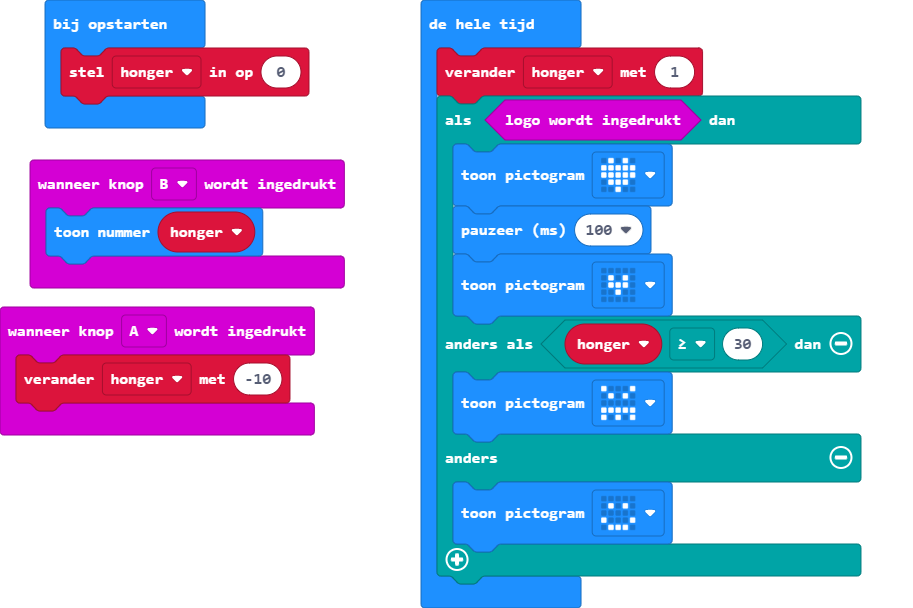 bij opstarten
stel honger in op 0
wanneer knop B wordt ingedrukt
toon nummer honger
wanneer knop A wordt ingedrukt
verander honger met -10
de hele tijd
verander honger met 1
als logo wordt ingedrukt dan
toon pictogram
pauzeer (ms) 100
toon pictogram
anders als honger ≥ 30 dan
toon pictogram
anders
toon pictogram